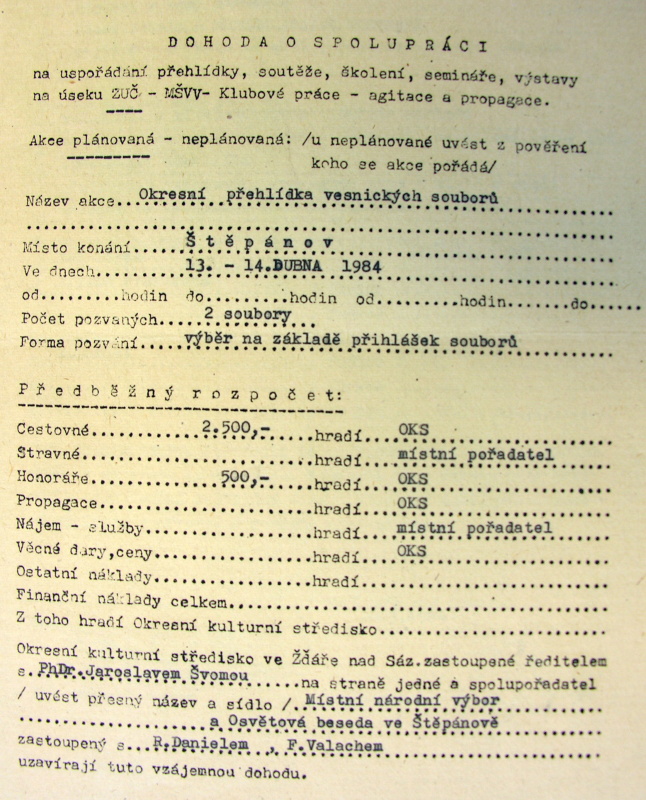 DOHODA O SPOLUPRÁCI
na uspořádání přehlídky, soutěže, školení, semináře, výstavy
na úseku ZUČ - MŠVV- Klubové práce - agitace a propagace.
Akce plánovaná - neplánovaná: /u neplánované uvést z pověření
koho se akce pořádá/
Název akce...Okresní přehlídka vesnických souborů
Místo konání.....Štěpánov
Ve dnech.........13. - 14.DUBNA 1984
od.........hodin do.........hodin od.........hodin.......do......
Počet pozvaných.....2 soubory
Forma pozvání.....výběr na základě přihlášek souborů
Předběžný rozpočet:
Cestovné............2.500,-......hradí....OKS
Stravné.........................hradí....místní pořadatel
Honoráře..............500,-......hradí....OKS
Propagace.......................hradí....OKS
Nájem - služby..................hradí....místní pořadatel
Věcné dary,ceny.................hradí....OKS
Ostatní náklady.................hradí....
Finanční náklady celkem.........
Z toho hradí Okresní kulturní středisko.........
Okresní kulturní středisko ve Žďáře nad Sáz.zastoupené ředitelem
s.PhDr.Jaroslavem Švomou......na straně jedné a spolupořadatel
/ uvést přesný název a sídlo /.Místní národní výbor
....................a Osvětová beseda ve Štěpánově
zastoupený s...R.Danielem , F.Valachem
uzavírají tuto vzájemnou dohodu.